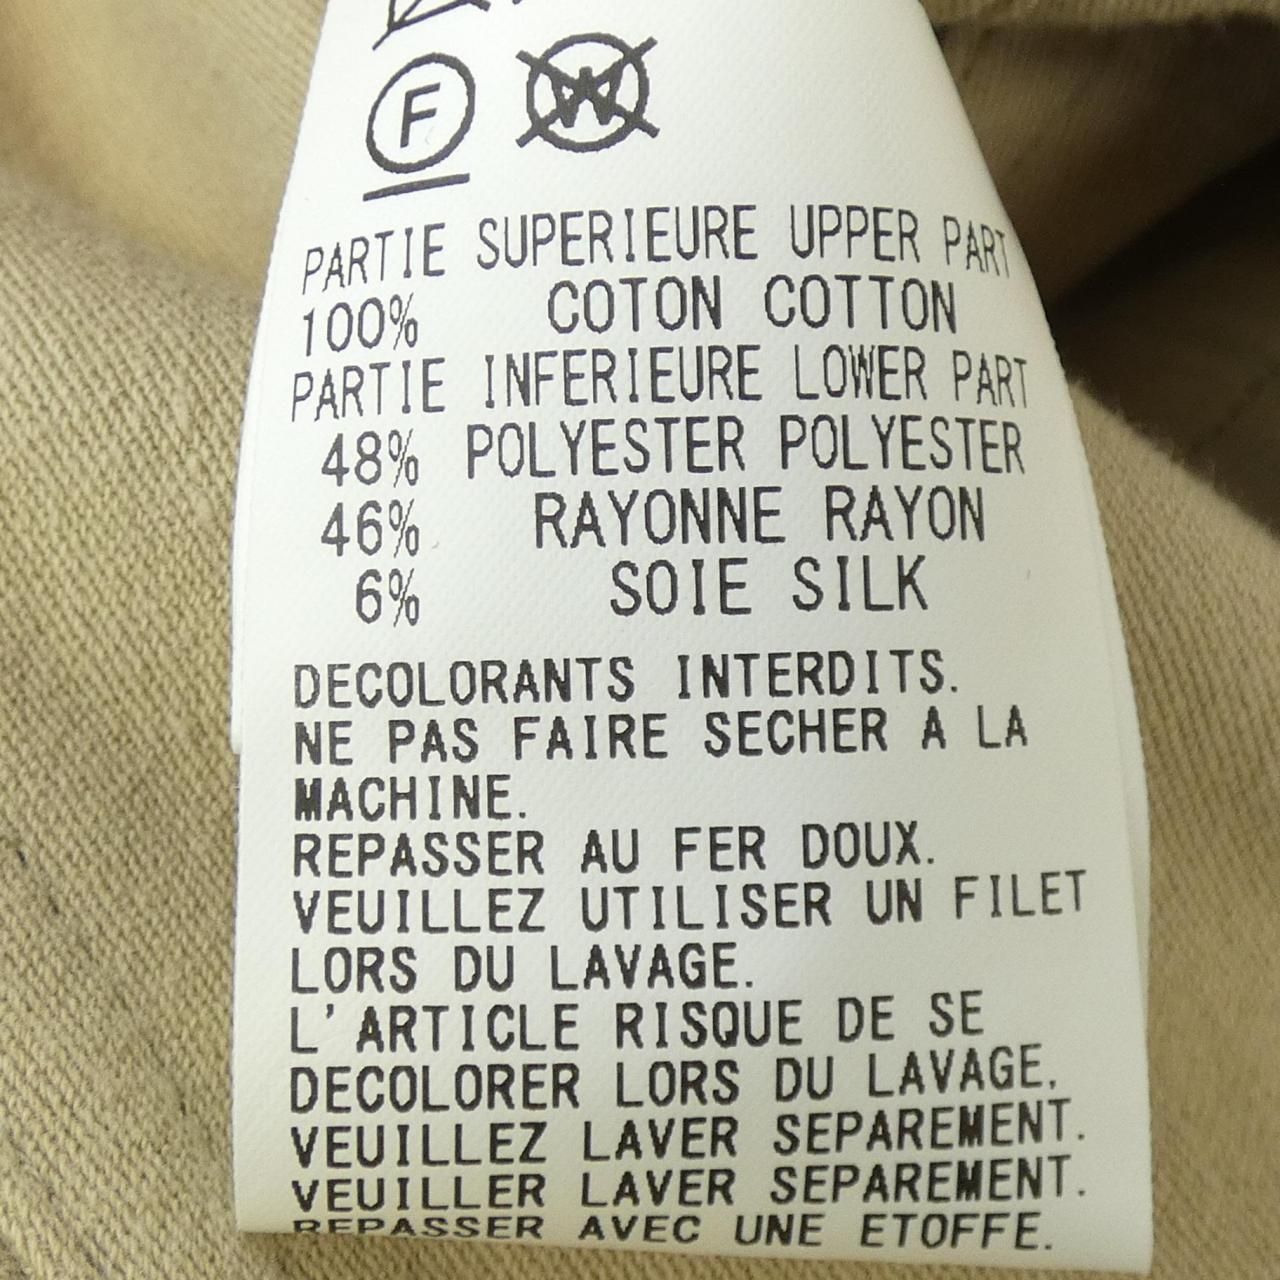 F W
PARTIE SUPERIEURE UPPER PART
100% COTON COTTON
PARTIE INFERIEURE LOWER PART
48% POLYESTER POLYESTER
46% RAYONNE RAYON
6% SOIE SILK
DECOLORANTS INTERDITS.
NE PAS FAIRE SECHER A LA
MACHINE.
REPASSER AU FER DOUX.
VEUILLEZ UTILISER UN FILET
LORS DU LAVAGE.
L'ARTICLE RISQUE DE SE
DECOLORER LORS DU LAVAGE.
VEUILLEZ LAVER SEPAREMENT.
VEUILLER LAVER SEPAREMENT.
REPASSER AVEC UNE ETOFFE.